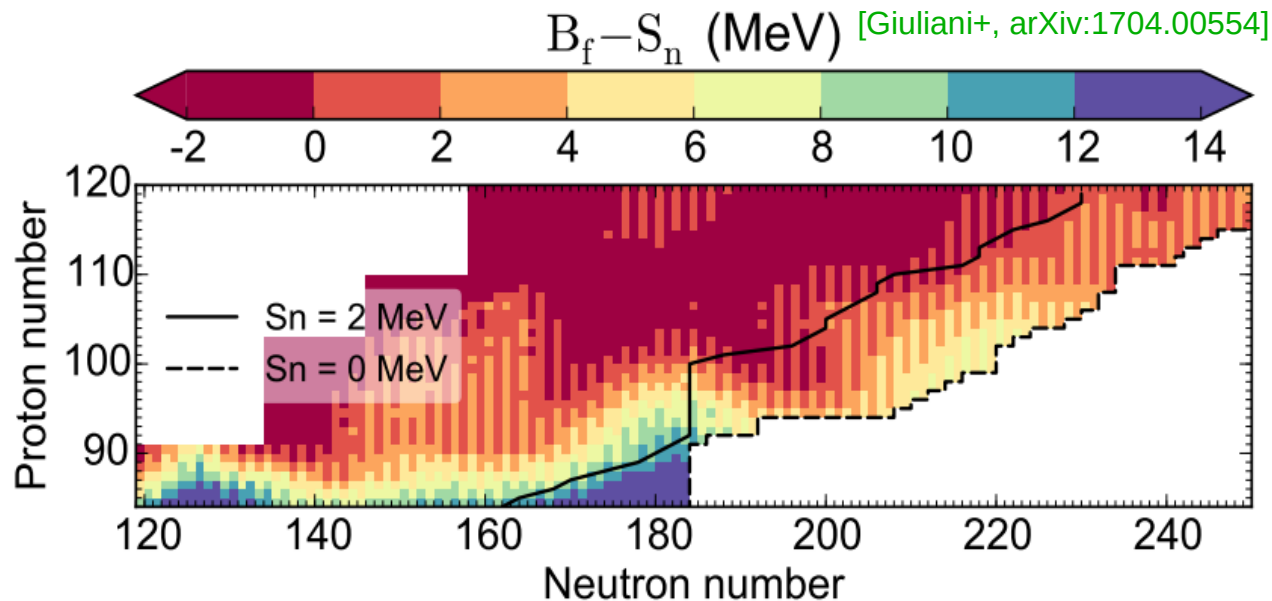 B_f−S_n (MeV) [Giuliani+, arXiv:1704.00554]
-2 0 2 4 6 8 10 12 14
120
110
100
90
Proton number
Sn = 2 MeV
Sn = 0 MeV
120 140 160 180 200 220 240
Neutron number